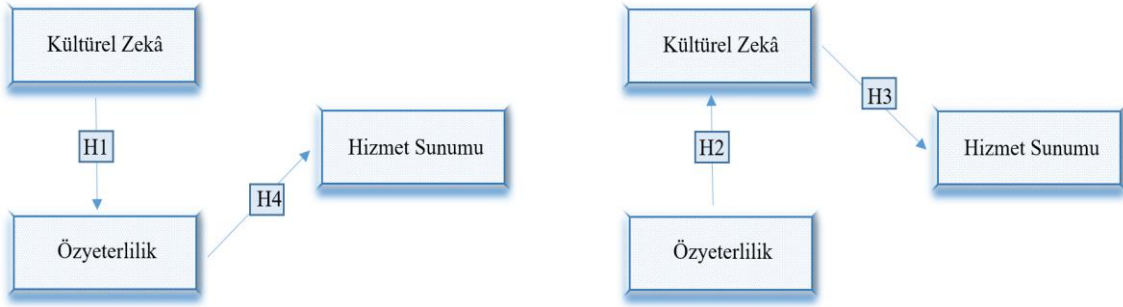 Kültürel Zekâ
H1
Hizmet Sunumu
H4
Özyeterlilik
Kültürel Zekâ
H3
H2
Hizmet Sunumu
Özyeterlilik